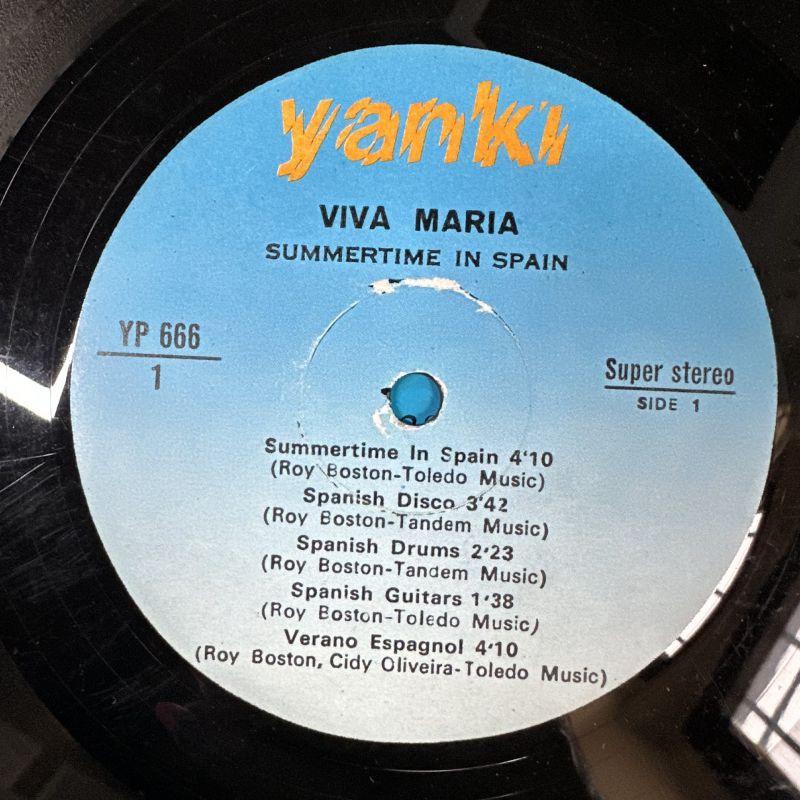 yanki
VIVA MARIA
SUMMERTIME IN SPAIN
YP 666
1
Super stereo
SIDE 1
Summertime In Spain 4'10
(Roy Boston-Toledo Music)
Spanish Disco 3'42
(Roy Boston-Tandem Music)
Spanish Drums 2'23
(Roy Boston-Tandem Music)
Spanish Guitars 1'38
(Roy Boston-Toledo Music)
Verano Espagnol 4'10
(Roy Boston, Cidy Oliveira-Toledo Music)